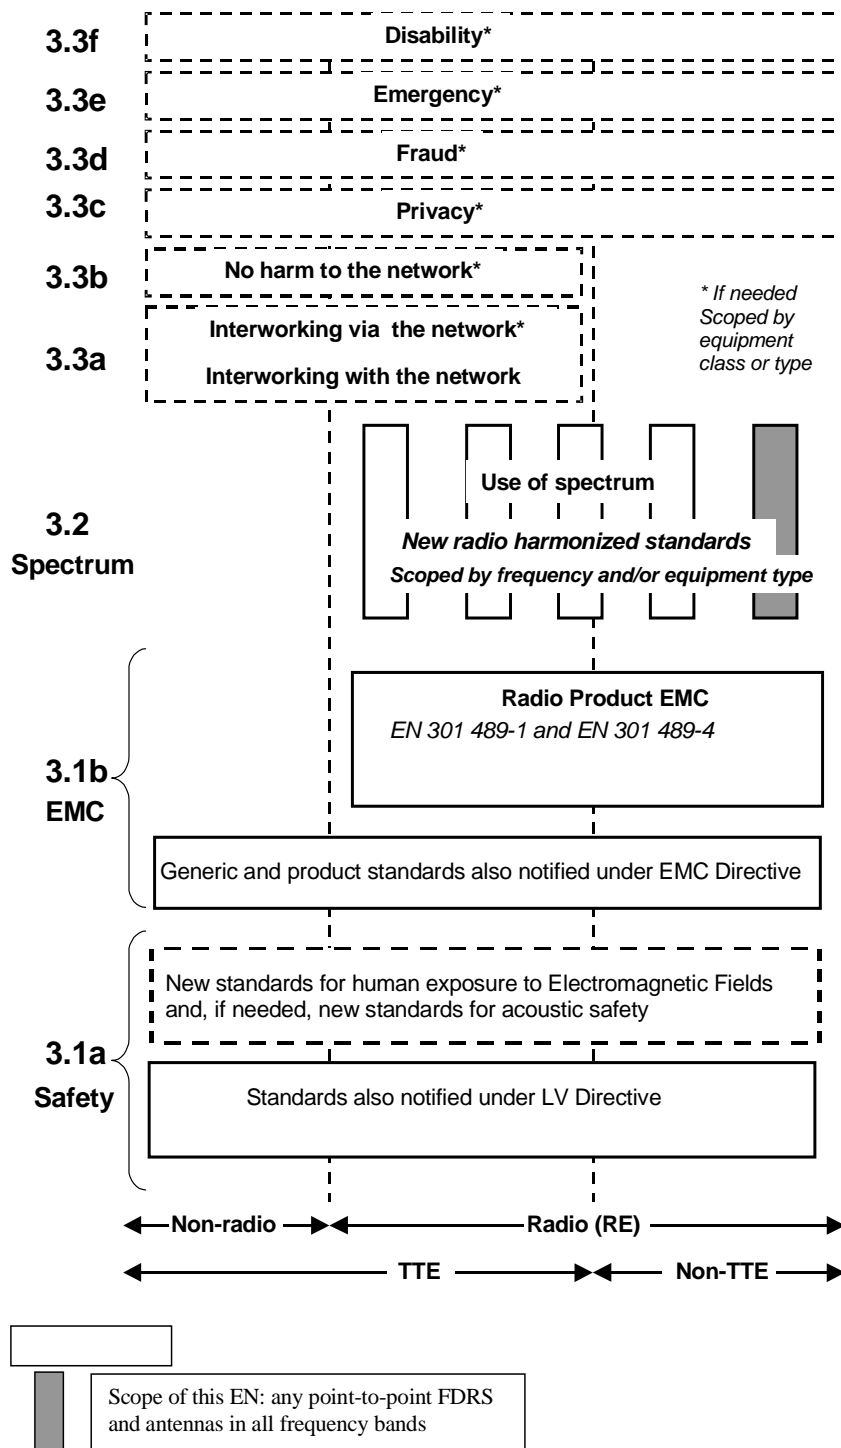 3.3f
Disability*
3.3e
Emergency*
3.3d
Fraud*
3.3c
Privacy*
3.3b
No harm to the network*
* If needed
Scoped by
equipment
class or type
3.3a
Interworking via the network*
Interworking with the network
3.2
Spectrum
Use of spectrum
New radio harmonized standards
Scoped by frequency and/or equipment type
3.1b
EMC
Radio Product EMC
EN 301 489-1 and EN 301 489-4
Generic and product standards also notified under EMC Directive
3.1a
Safety
New standards for human exposure to Electromagnetic Fields
and, if needed, new standards for acoustic safety
Standards also notified under LV Directive
Non-radio
Radio (RE)
TTE
Non-TTE
Scope of this EN: any point-to-point FDRS
and antennas in all frequency bands